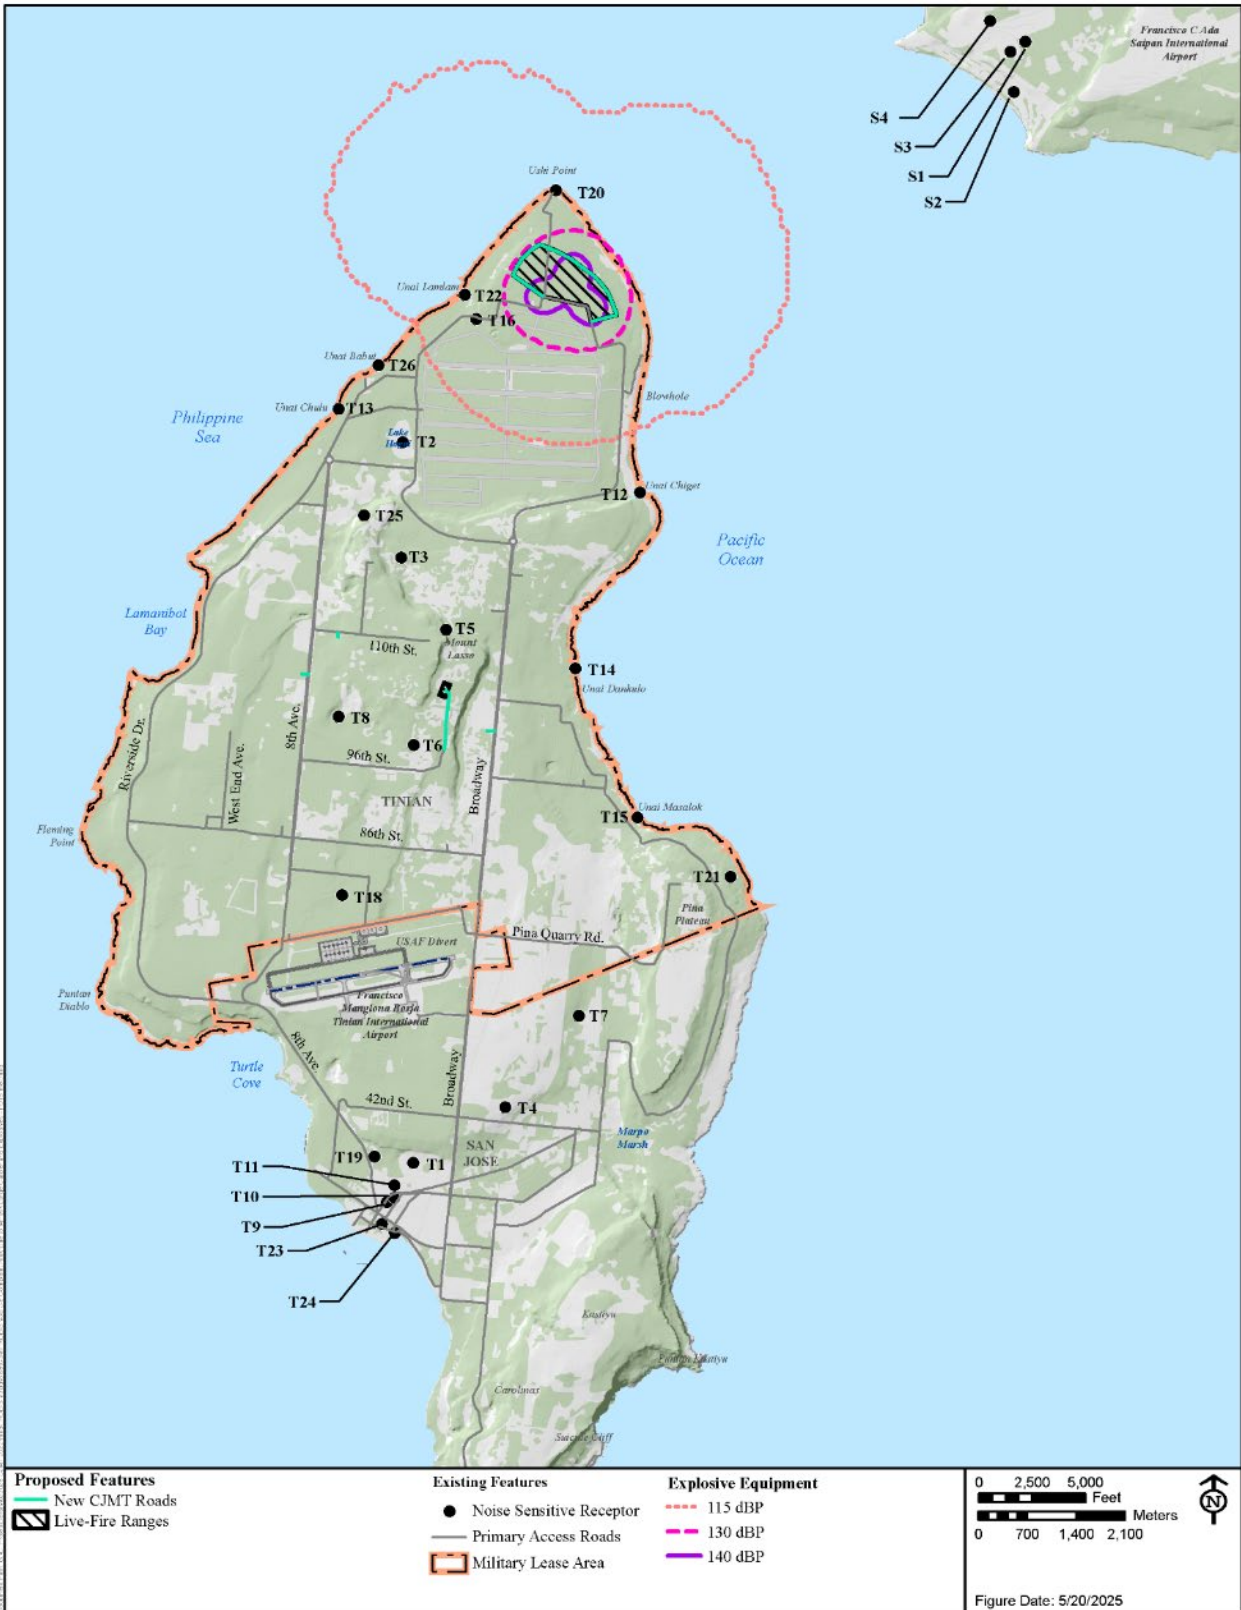 Francisco C Ada
Saipan International
Airport
S4
S3
S1
S2
Ushi Point
T20
Unai Lamlam
T22
T16
Unai Babui
T26
Unai Chulu
T13
Blowhole
Philippine
Sea
Lake
T2
T12
Unai Chiget
T25
Pacific
Ocean
T3
Lamanibot
Bay
T5
Mount
Lasso
110th St.
T14
Unai Dankulo
8th Ave.
T8
Riverside Dr.
T6
West End Ave.
96th St.
Broadway
TINIAN
Unai Masalok
T15
Fleming
Point
86th St.
T21
T18
Pina
Plateau
Pina Quarry Rd.
USAF Divert
Puntan
Diablo
Francisco
Manglona Borja
Tinian International
Airport
T7
8th Ave.
Turtle
Cove
Broadway
42nd St.
T4
Marpo
Marsh
SAN
JOSE
T19
T1
T11
T10
T9
T23
T24
Carolinas
Suicide Cliff
Proposed Features
New CJMT Roads
Live-Fire Ranges
Existing Features
Noise Sensitive Receptor
Primary Access Roads
Military Lease Area
Explosive Equipment
115 dBP
130 dBP
140 dBP
0 2,500 5,000
Feet
Meters
0 700 1,400 2,100
N
Figure Date: 5/20/2025